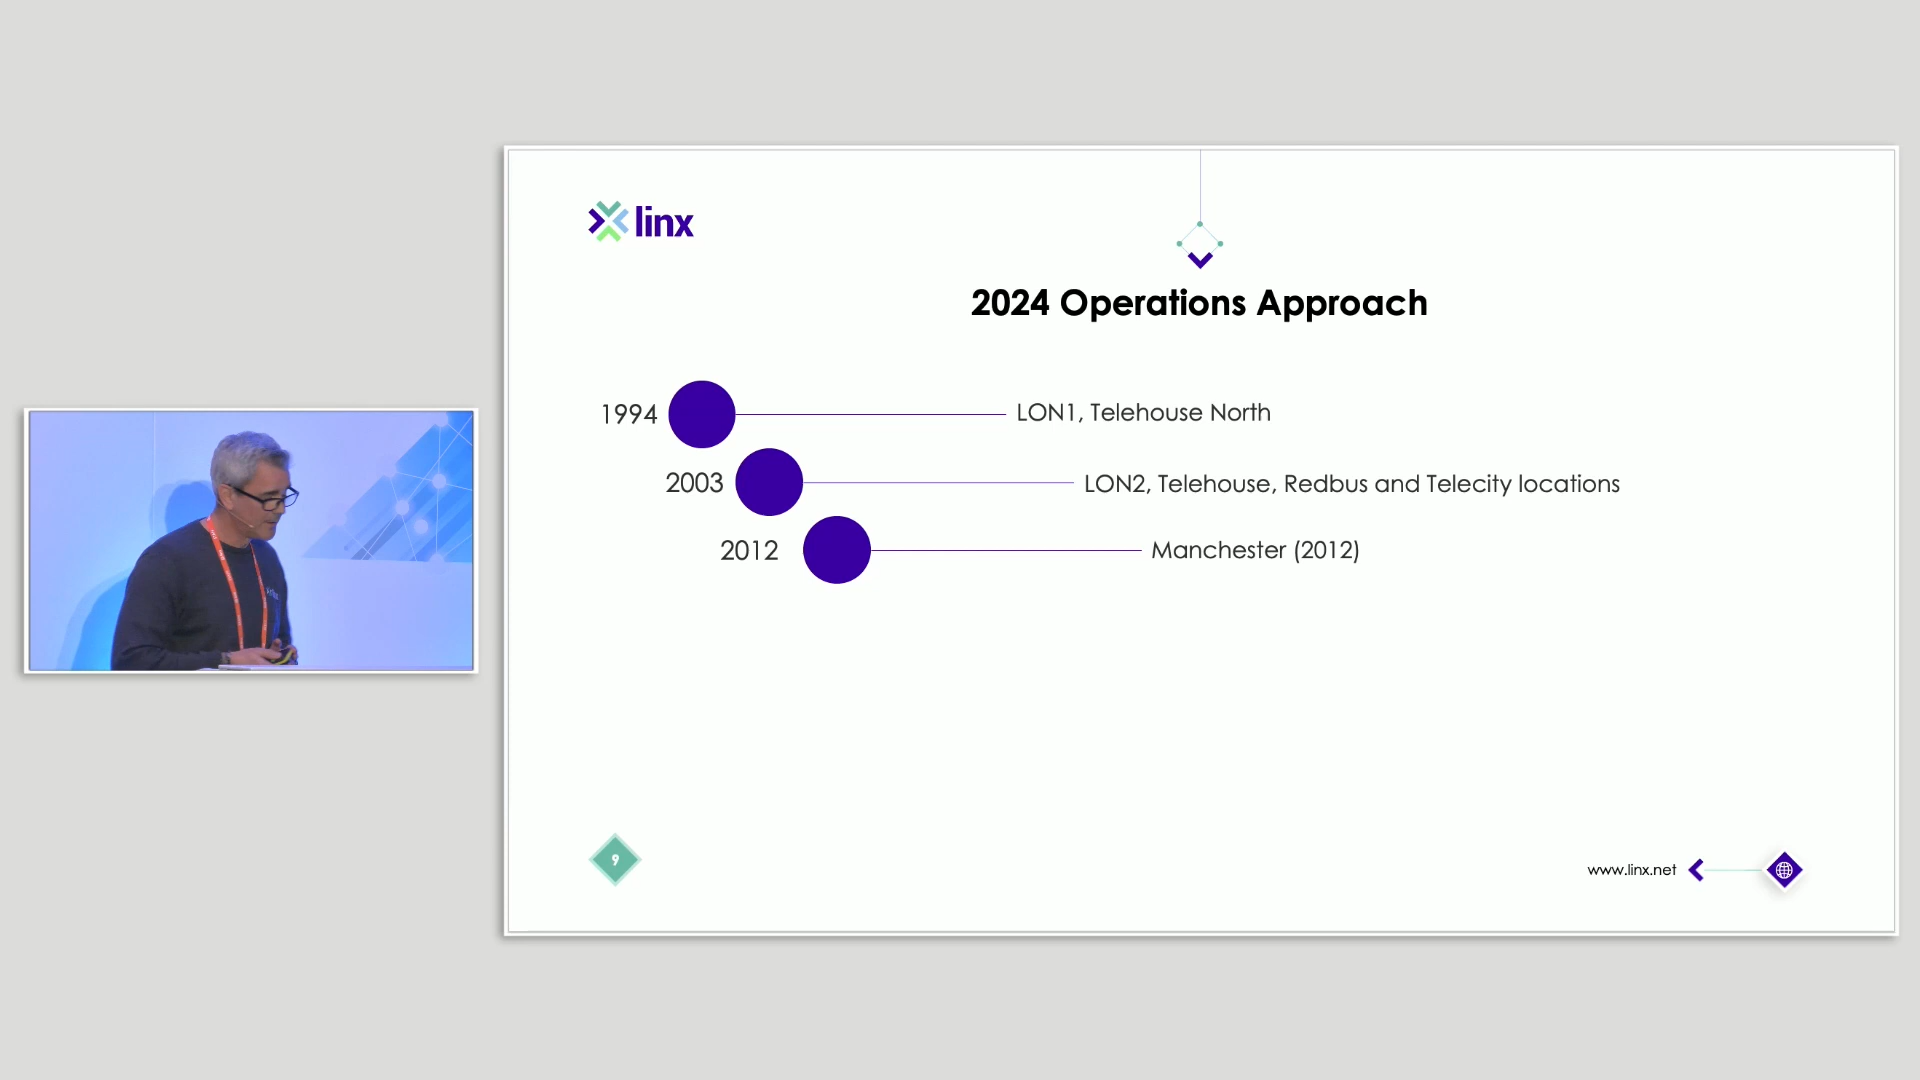 linx
2024 Operations Approach
1994 LON1, Telehouse North
2003 LON2, Telehouse, Redbus and Telecity locations
2012 Manchester (2012)
9
www.linx.net